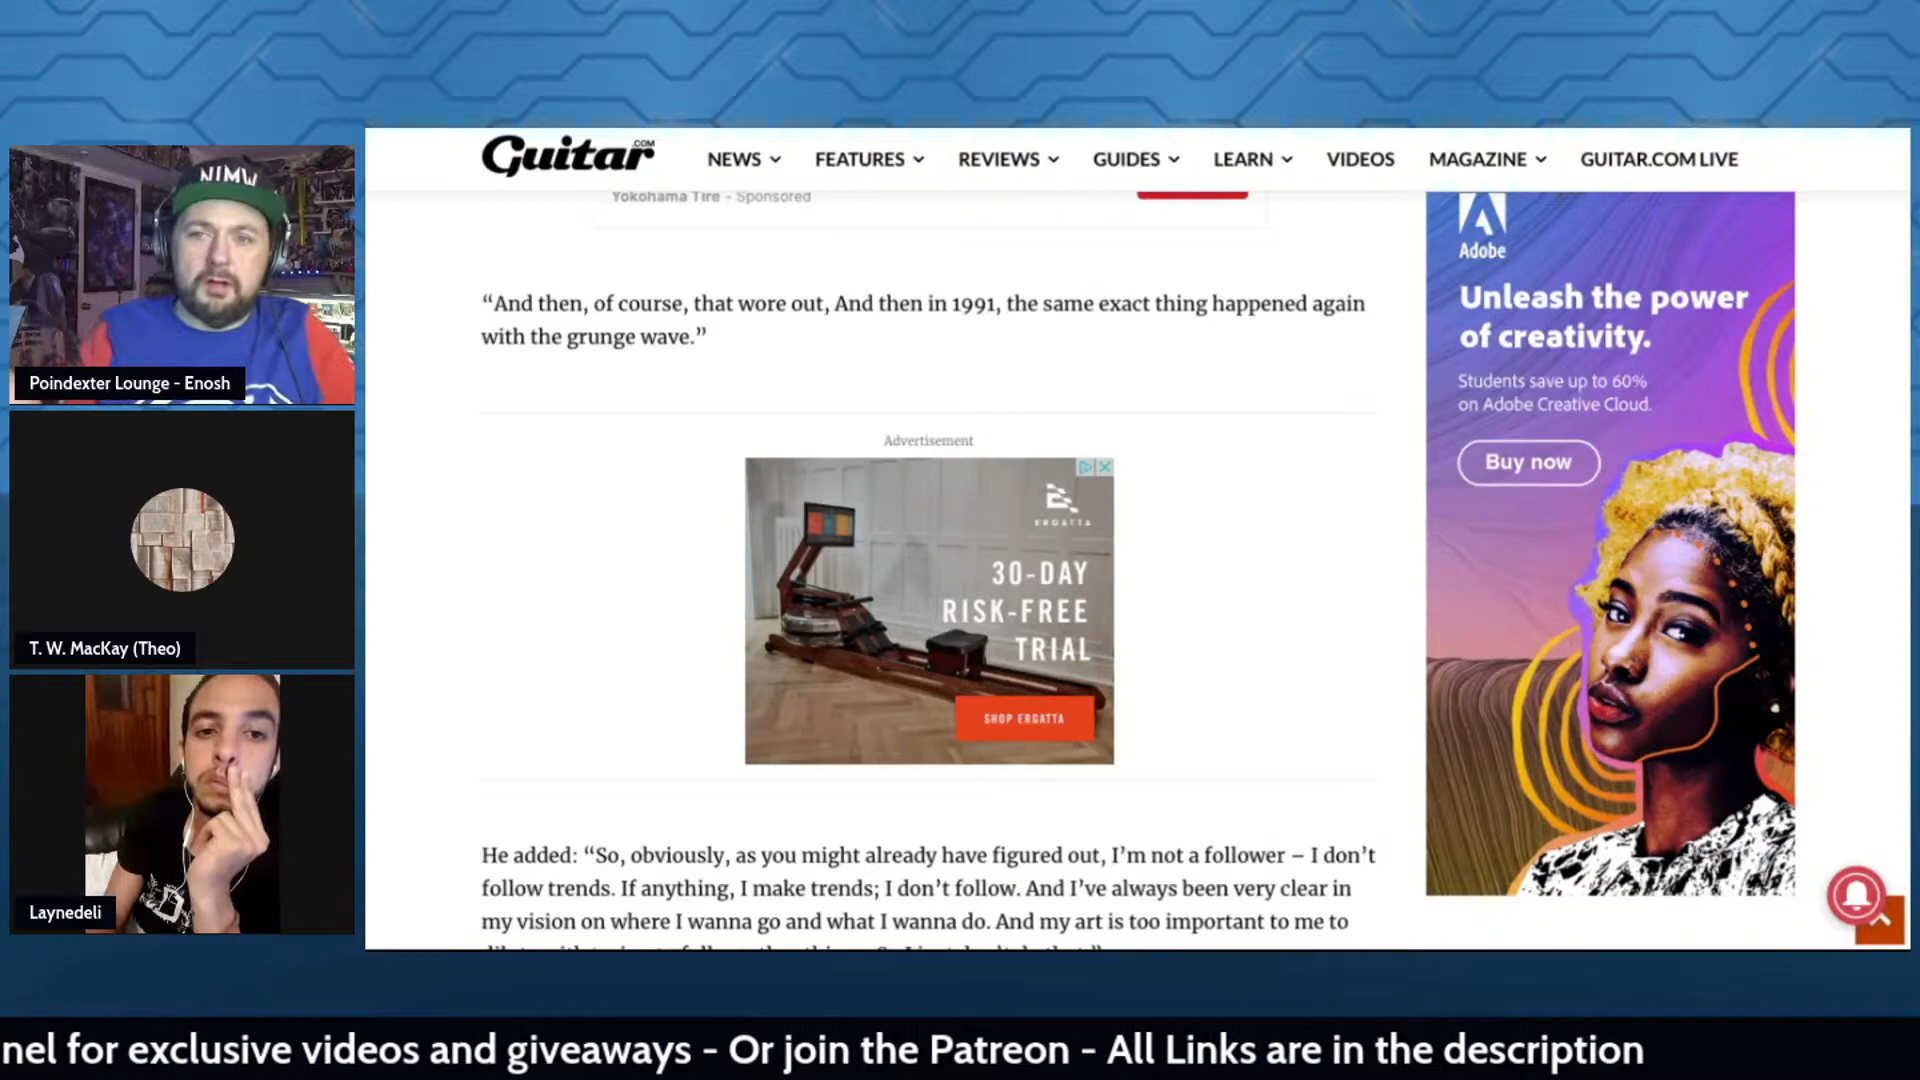 NIMW
Poindexter Lounge - Enosh
T. W. MacKay (Theo)
Laynedeli
Guitar.COM
NEWS
FEATURES
REVIEWS
GUIDES
LEARN
VIDEOS
MAGAZINE
GUITAR.COM LIVE
Yokohama Tire - Sponsored
“And then, of course, that wore out, And then in 1991, the same exact thing happened again
with the grunge wave.”
Advertisement
ERGATTA
30-DAY
RISK-FREE
TRIAL
SHOP ERGATTA
He added: “So, obviously, as you might already have figured out, I’m not a follower – I don’t
follow trends. If anything, I make trends; I don’t follow. And I’ve always been very clear in
my vision on where I wanna go and what I wanna do. And my art is too important to me to
Adobe
Unleash the power
of creativity.
Students save up to 60%
on Adobe Creative Cloud.
Buy now
nel for exclusive videos and giveaways - Or join the Patreon - All Links are in the description